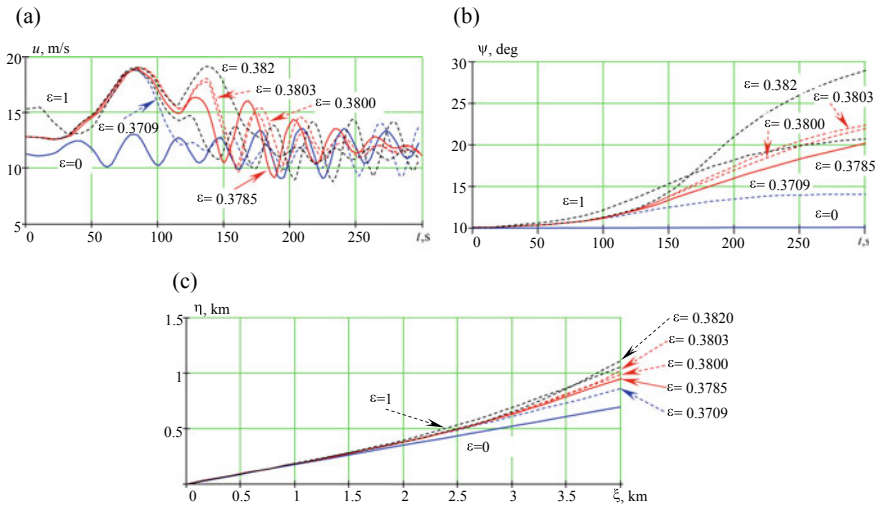 (a)
u, m/s
20
15
10
5
0
50
100
150
200
250
t,s
ε=1
ε= 0.3709
ε=0
ε= 0.382
ε= 0.3803
ε= 0.3800
ε= 0.3785
(b)
Ψ, deg
30
25
20
15
10
0
50
100
150
200
250
t,s
ε= 0.382
ε= 0.3803
ε= 0.3800
ε= 0.3785
ε= 0.3709
ε=1
ε=0
(c)
η, km
1.5
1
0.5
0
0.5
1
1.5
2
2.5
3
3.5
ξ, km
ε=1
ε=0
ε= 0.3820
ε= 0.3803
ε= 0.3800
ε= 0.3785
ε= 0.3709